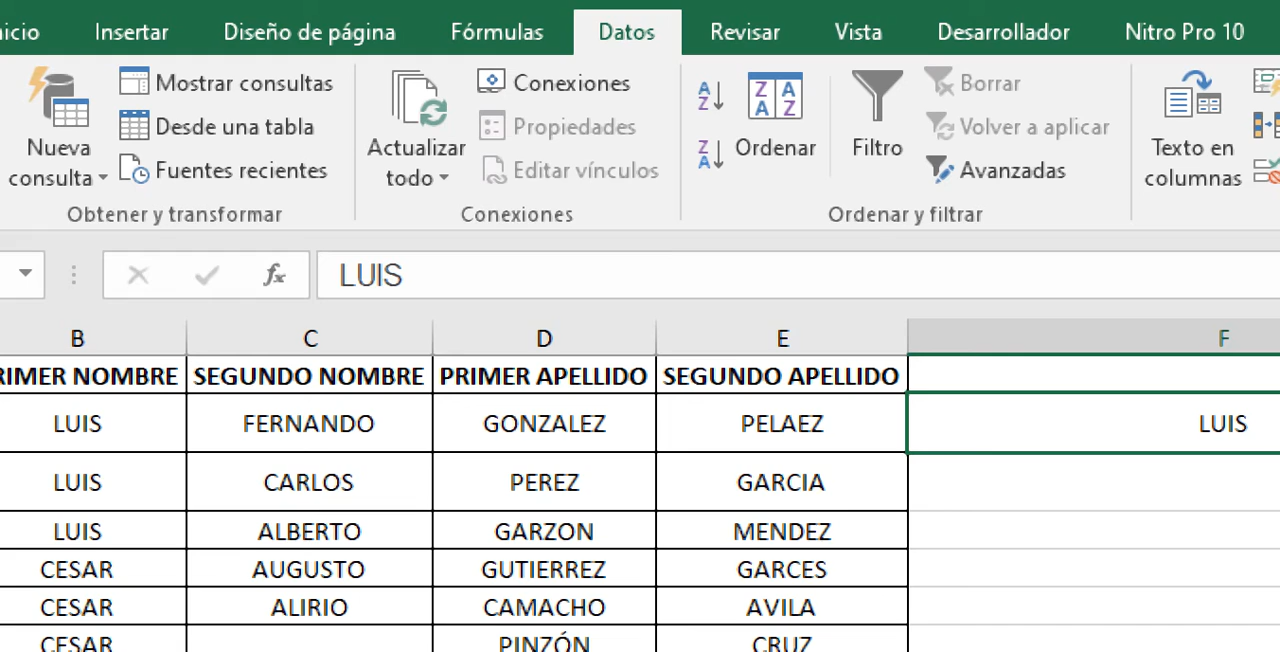 icio Insertar Diseño de página Fórmulas Datos Revisar Vista Desarrollador Nitro Pro 10
Nueva consulta
Mostrar consultas
Desde una tabla
Fuentes recientes
Obtener y transformar
Actualizar todo
Conexiones
Propiedades
Editar vínculos
Conexiones
Ordenar
Filtro
Borrar
Volver a aplicar
Avanzadas
Ordenar y filtrar
Texto en columnas
fx LUIS
B C D E F
RIMER NOMBRE SEGUNDO NOMBRE PRIMER APELLIDO SEGUNDO APELLIDO
LUIS FERNANDO GONZALEZ PELAEZ LUIS
LUIS CARLOS PEREZ GARCIA
LUIS ALBERTO GARZON MENDEZ
CESAR AUGUSTO GUTIERREZ GARCES
CESAR ALIRIO CAMACHO AVILA
CESAR PINZÓN CRUZ